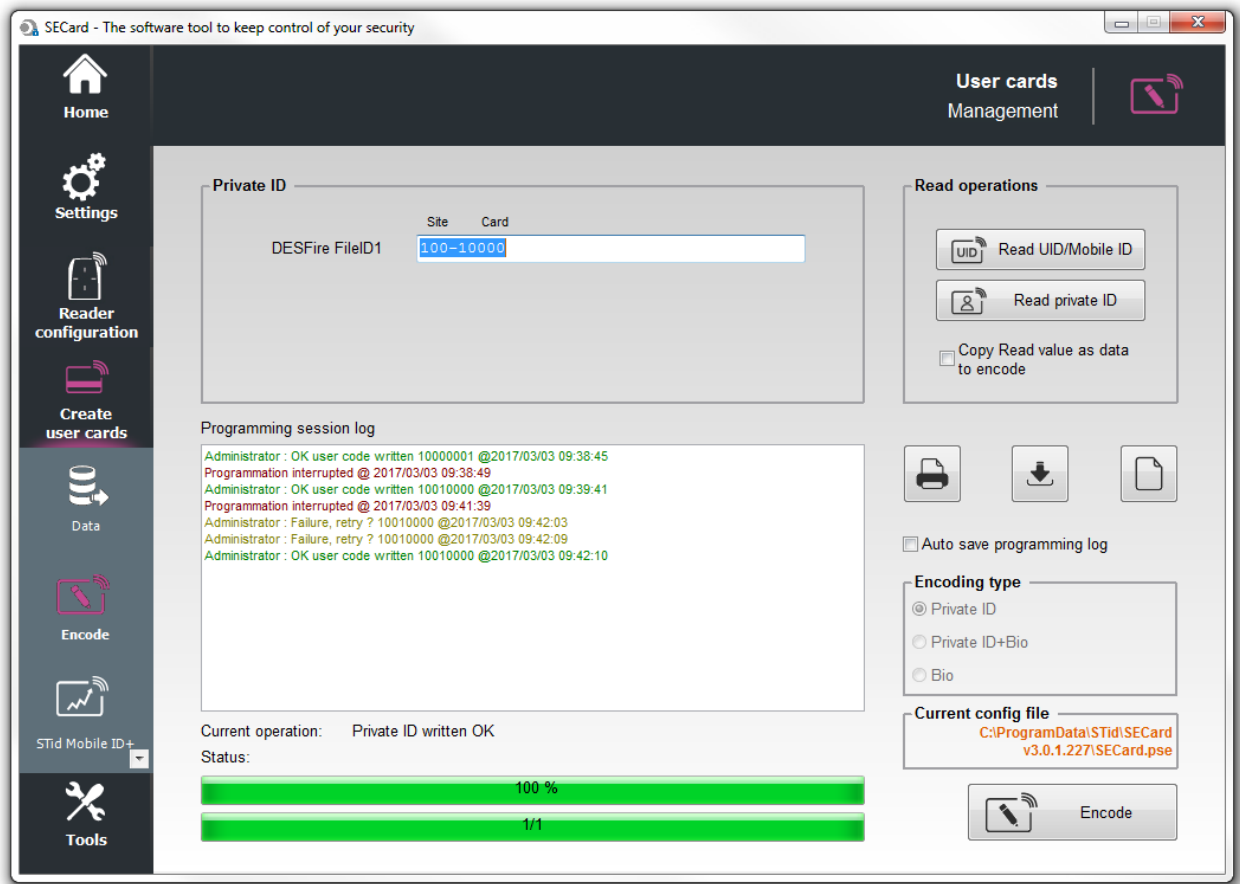 SECard - The software tool to keep control of your security
User cards
Management
Home
Settings
Reader
configuration
Create
user cards
Data
Encode
STid Mobile ID+
Tools
Private ID
Site Card
DESFire FileID1
100-10000
Read operations
UID
Read UID/Mobile ID
Read private ID
Copy Read value as data
to encode
Programming session log
Administrator : OK user code written 10000001 @2017/03/03 09:38:45
Programmation interrupted @ 2017/03/03 09:38:49
Administrator : OK user code written 10010000 @2017/03/03 09:39:41
Programmation interrupted @ 2017/03/03 09:41:39
Administrator : Failure, retry ? 10010000 @2017/03/03 09:42:03
Administrator : Failure, retry ? 10010000 @2017/03/03 09:42:09
Administrator : OK user code written 10010000 @2017/03/03 09:42:10
Auto save programming log
Encoding type
Private ID
Private ID+Bio
Bio
Current config file
C:\ProgramData\STid\SECard
v3.0.1.227\SECard.pse
Current operation: Private ID written OK
Status:
100 %
1/1
Encode